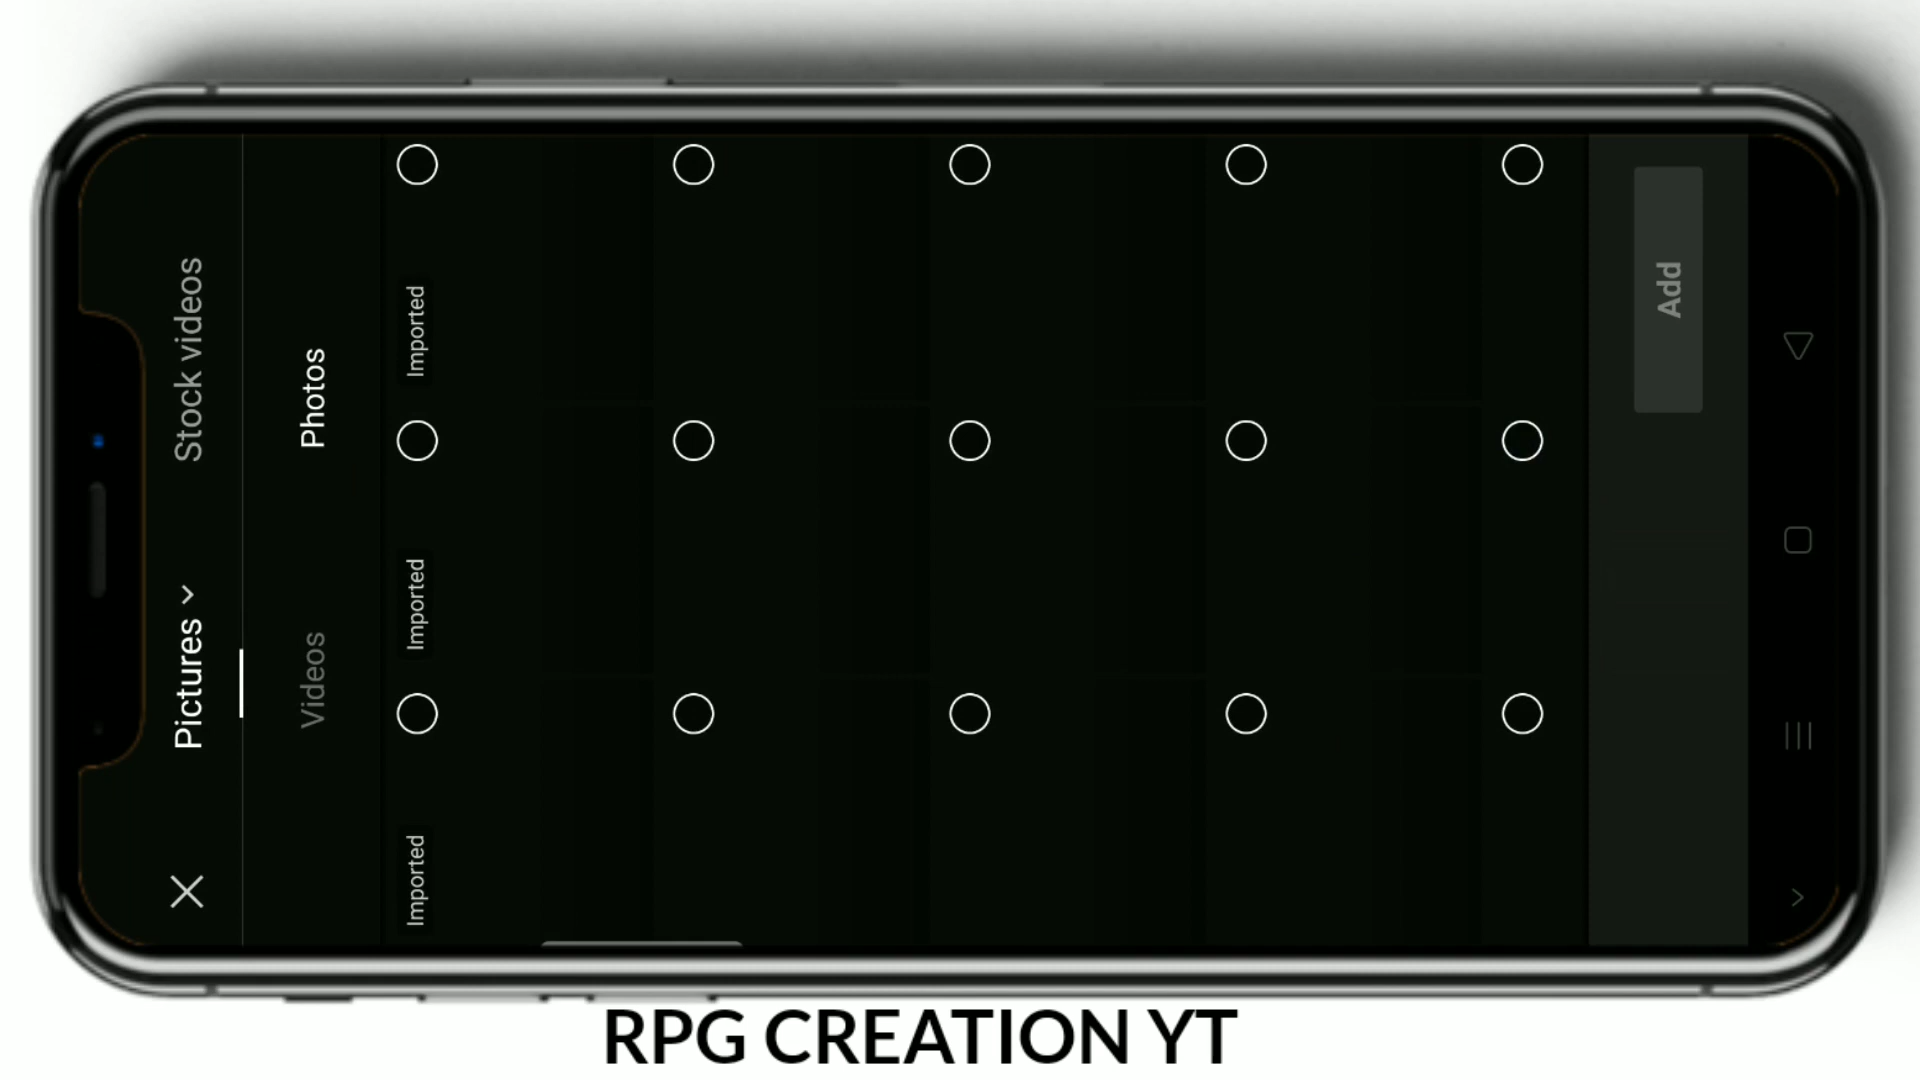 Pictures
Stock videos
Videos
Photos
Imported
Imported
Imported
Add
RPG CREATION YT